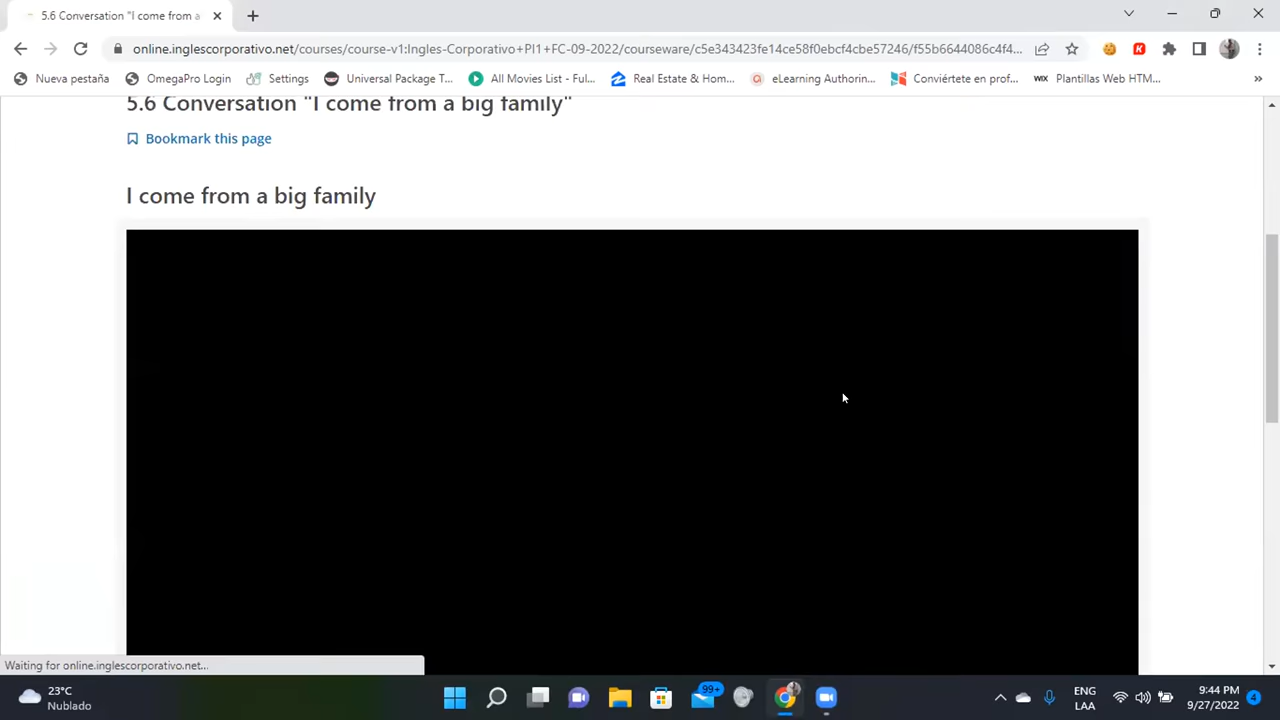 5.6 Conversation "I come from a
online.inglescorporativo.net/courses/course-v1:Ingles-Corporativo+PI1+FC-09-2022/courseware/c5e343423fe14ce58f0ebcf4cbe57246/f55b6644086c4f4...
Nueva pestaña OmegaPro Login Settings Universal Package T... All Movies List - Ful... Real Estate & Hom... eLearning Authorin... Conviértete en prof... WIX Plantillas Web HTM... »
5.6 Conversation "I come from a big family"
Bookmark this page
I come from a big family
Waiting for online.inglescorporativo.net...
23°C
Nublado
99+
ENG
LAA
9:44 PM
9/27/2022
4